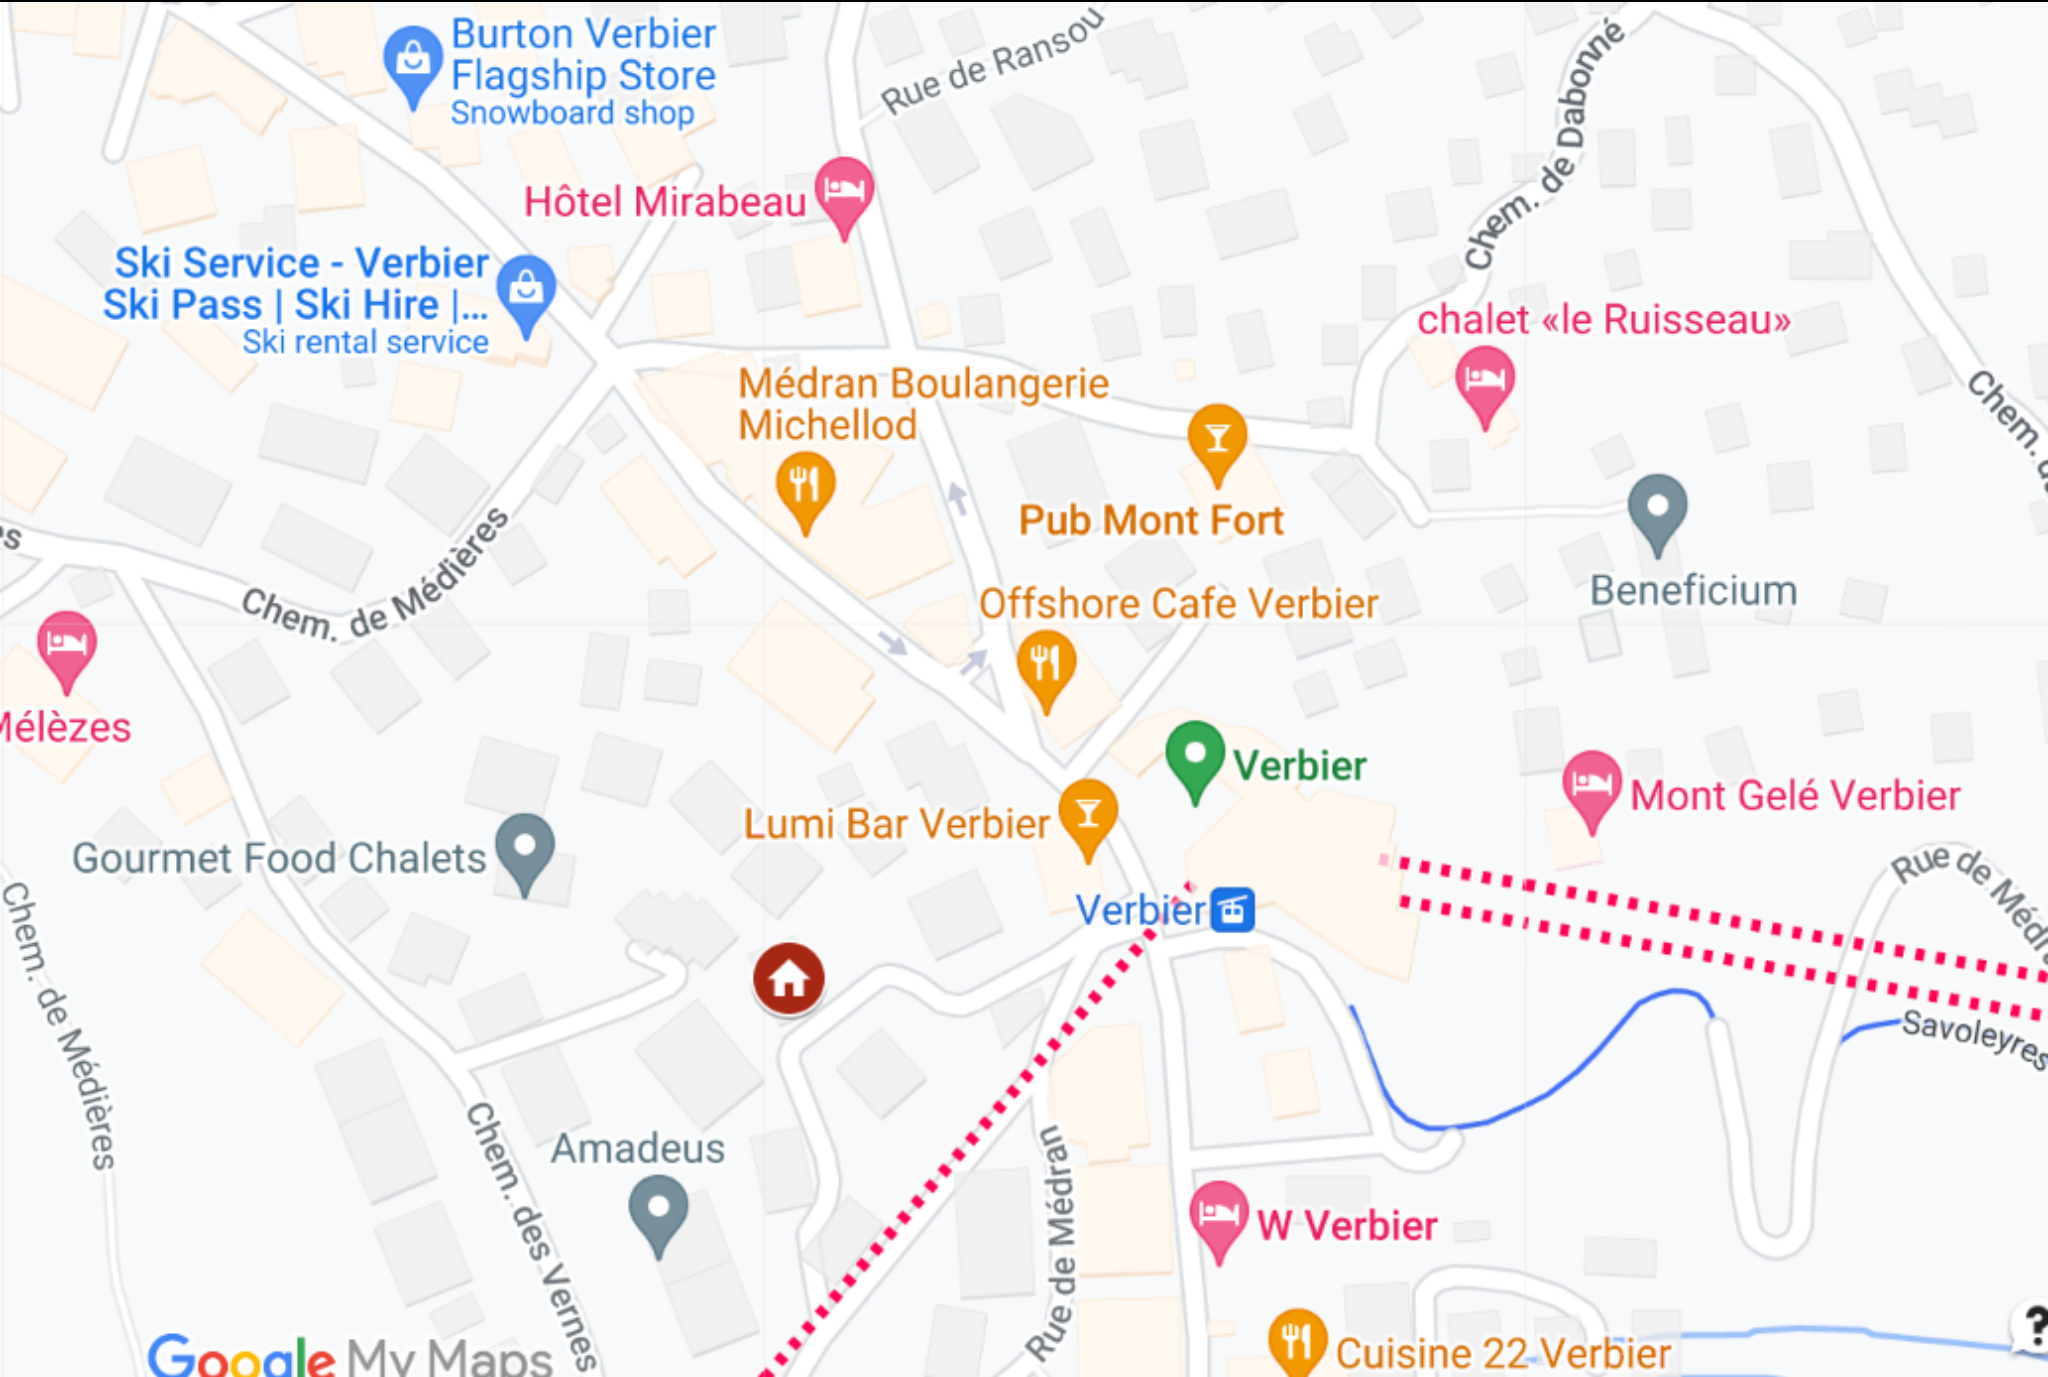 Burton Verbier
Flagship Store
Snowboard shop
Rue de Ransou
Chem. de Dabonné
Hôtel Mirabeau
Ski Service - Verbier
Ski Pass | Ski Hire |...
Ski rental service
chalet «le Ruisseau»
Médran Boulangerie
Michellod
Pub Mont Fort
Chem. de Médières
Offshore Cafe Verbier
Beneficium
Mélèzes
Verbier
Mont Gelé Verbier
Lumi Bar Verbier
Gourmet Food Chalets
Verbier
Rue de Méd
Chem. de Médières
Savoleyres
Amadeus
Chem. des Vernes
Rue de Médran
W Verbier
Cuisine 22 Verbier
Google My Maps
?